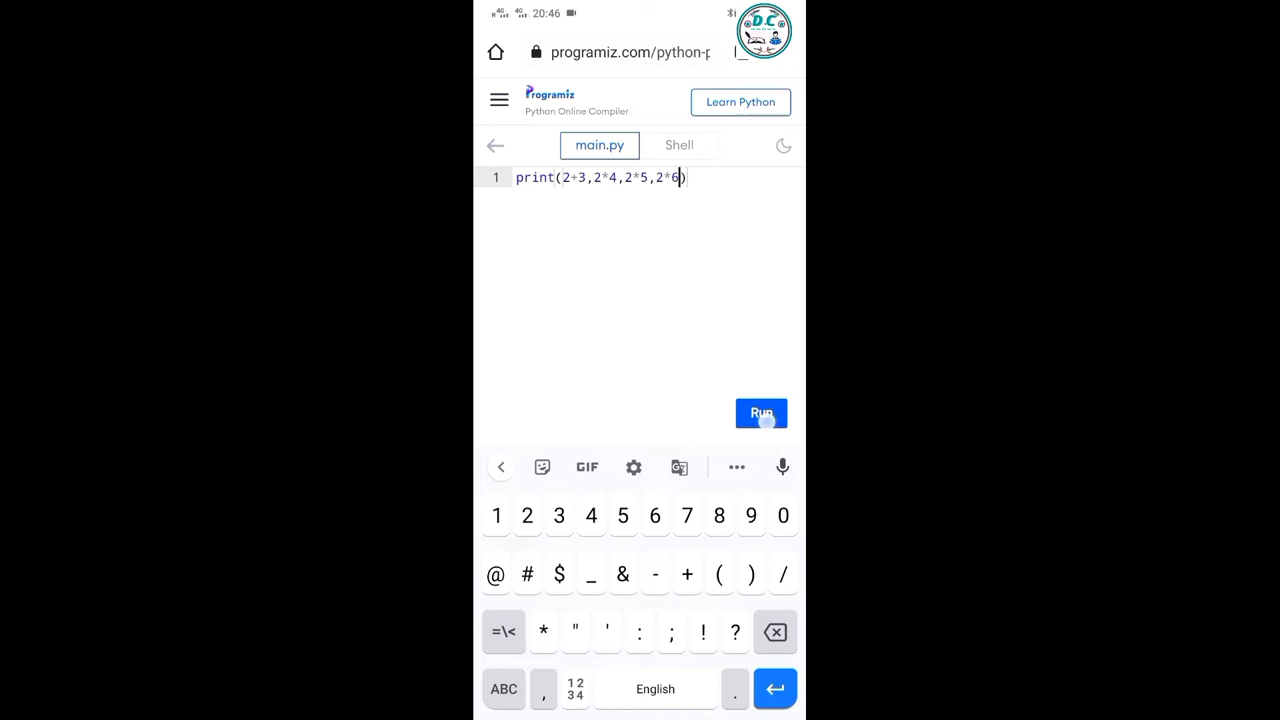 R 4G 4G 20:46
D.C
programiz.com/python-p
Programiz
Python Online Compiler
Learn Python
main.py Shell
1 print(2+3,2*4,2*5,2*6)
Run
GIF
1 2 3 4 5 6 7 8 9 0
@ # $ _ & - + ( ) /
=\< * " ' : ; ! ?
ABC , 1 2 3 4 English .